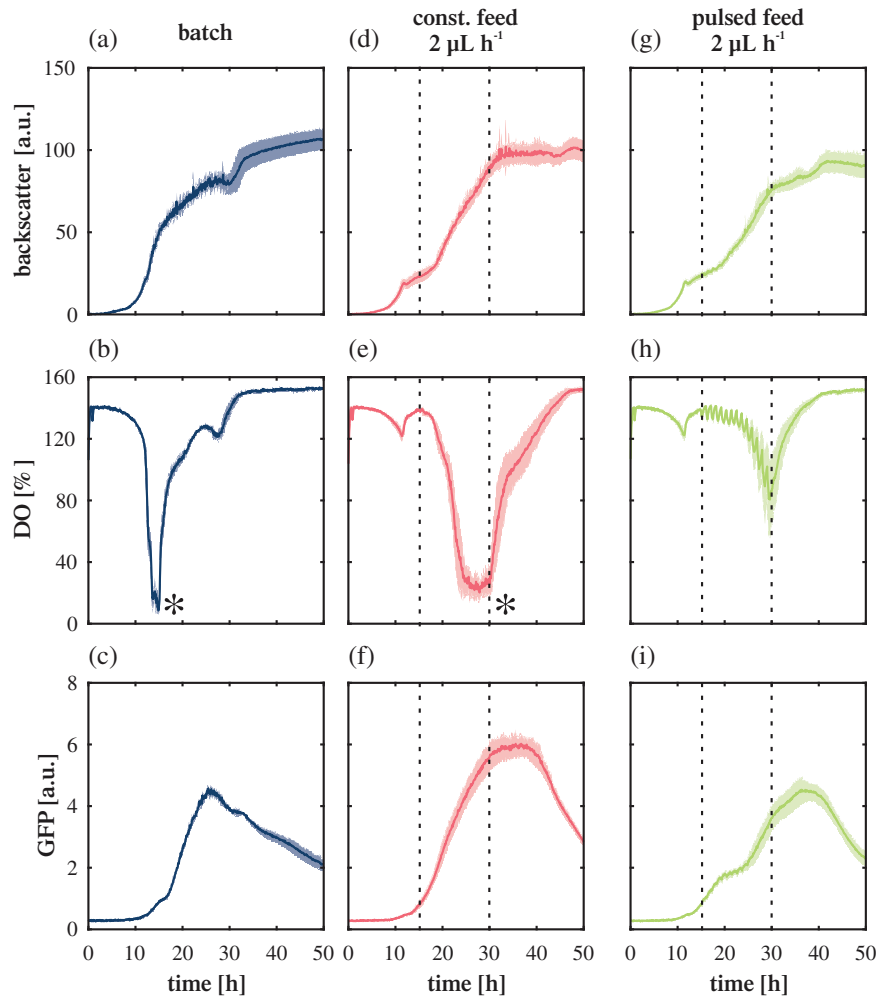 (a) batch
(d) const. feed
2 µL h⁻¹
(g) pulsed feed
2 µL h⁻¹
backscatter [a.u.]
150
100
50
0
(b)
(e)
(h)
DO [%]
160
120
80
40
0
*
*
(c)
(f)
(i)
GFP [a.u.]
8
6
4
2
0
0 10 20 30 40 50
0 10 20 30 40 50
0 10 20 30 40 50
time [h]
time [h]
time [h]